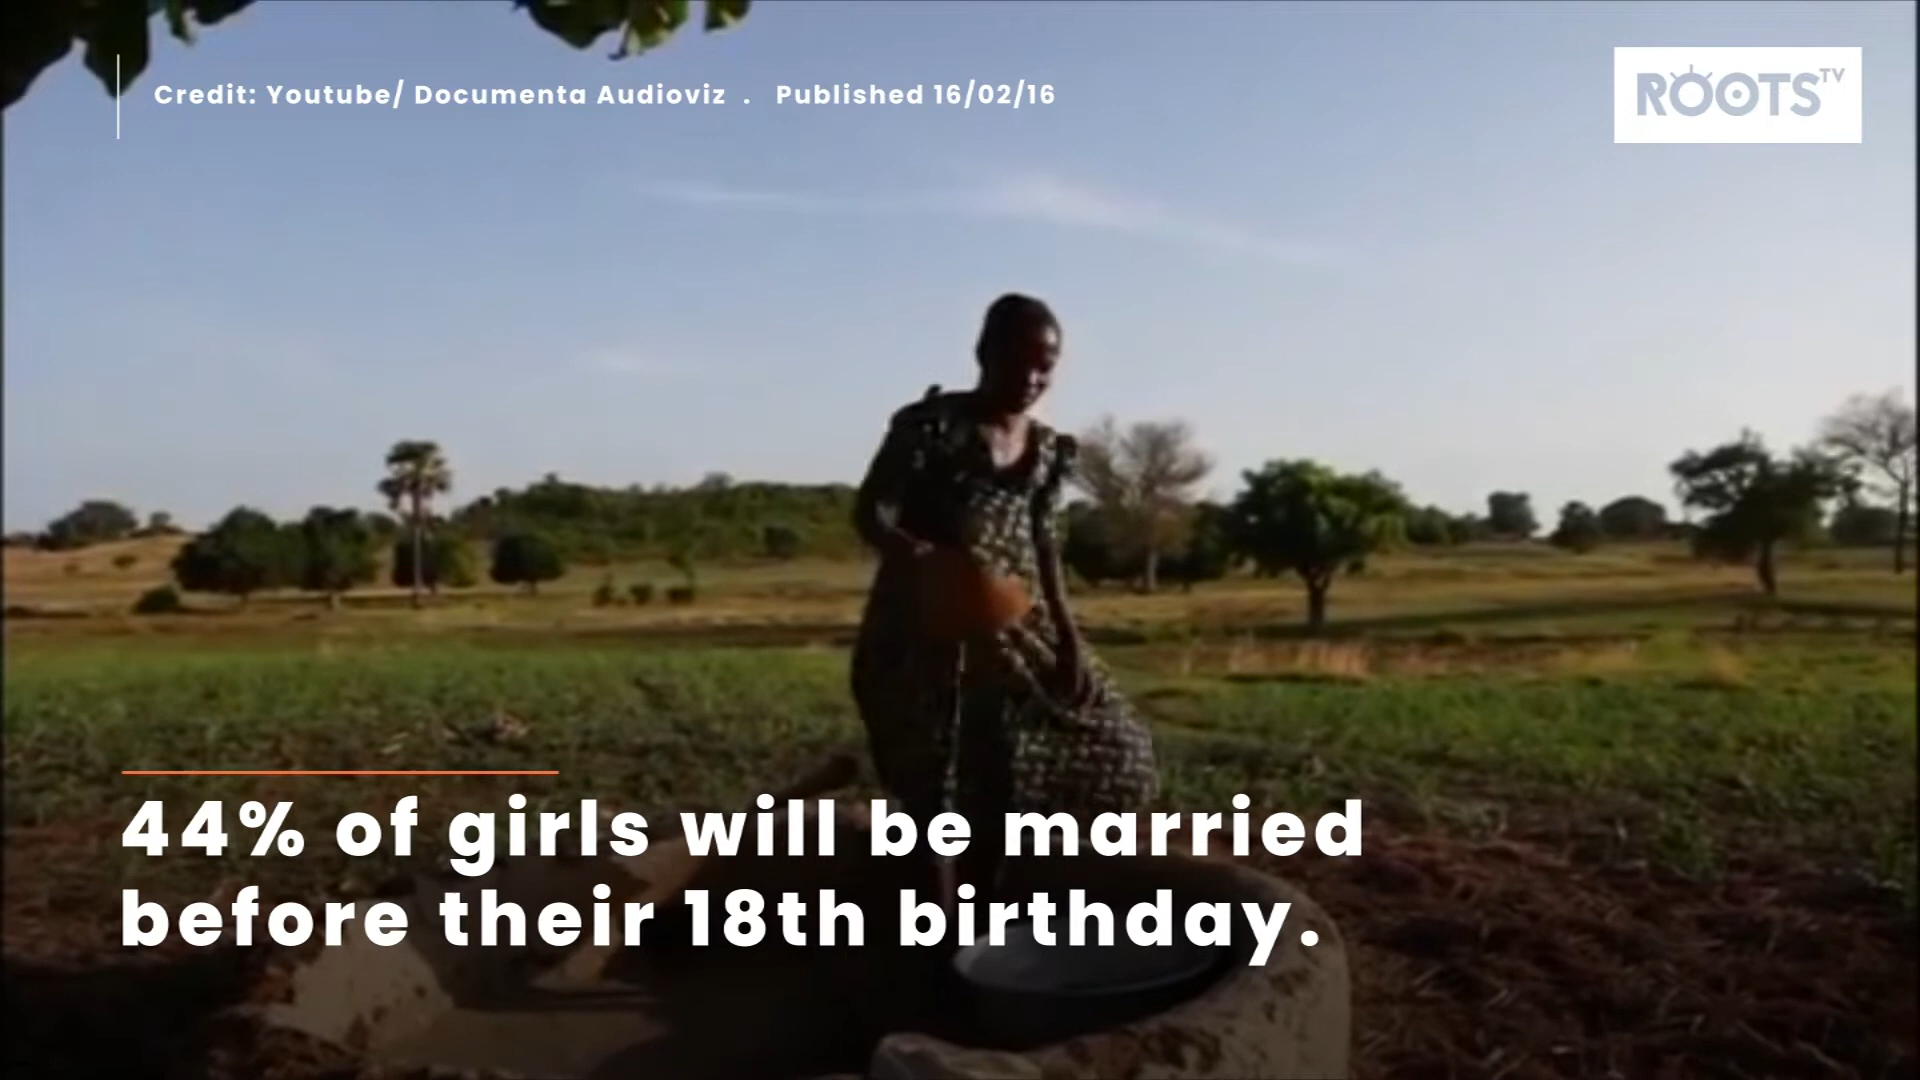 Credit: Youtube/ Documenta Audioviz . Published 16/02/16
ROOTS TV
44% of girls will be married
before their 18th birthday.